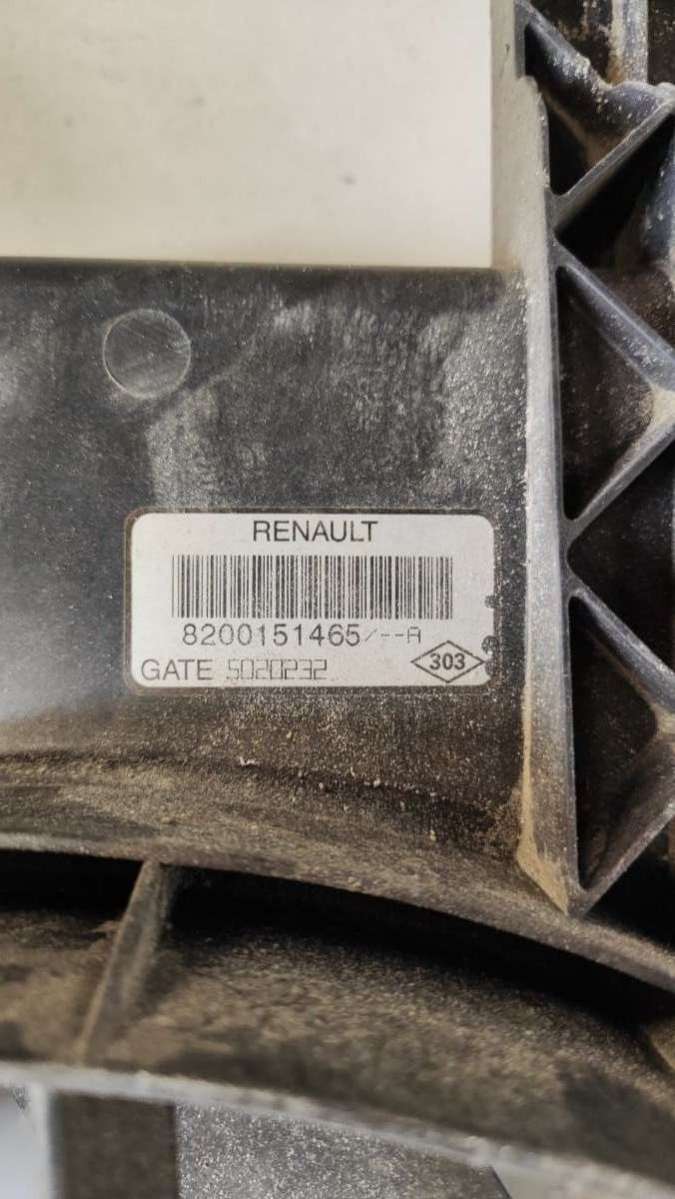 RENAULT
8200151465/--A
GATE 5020232
303